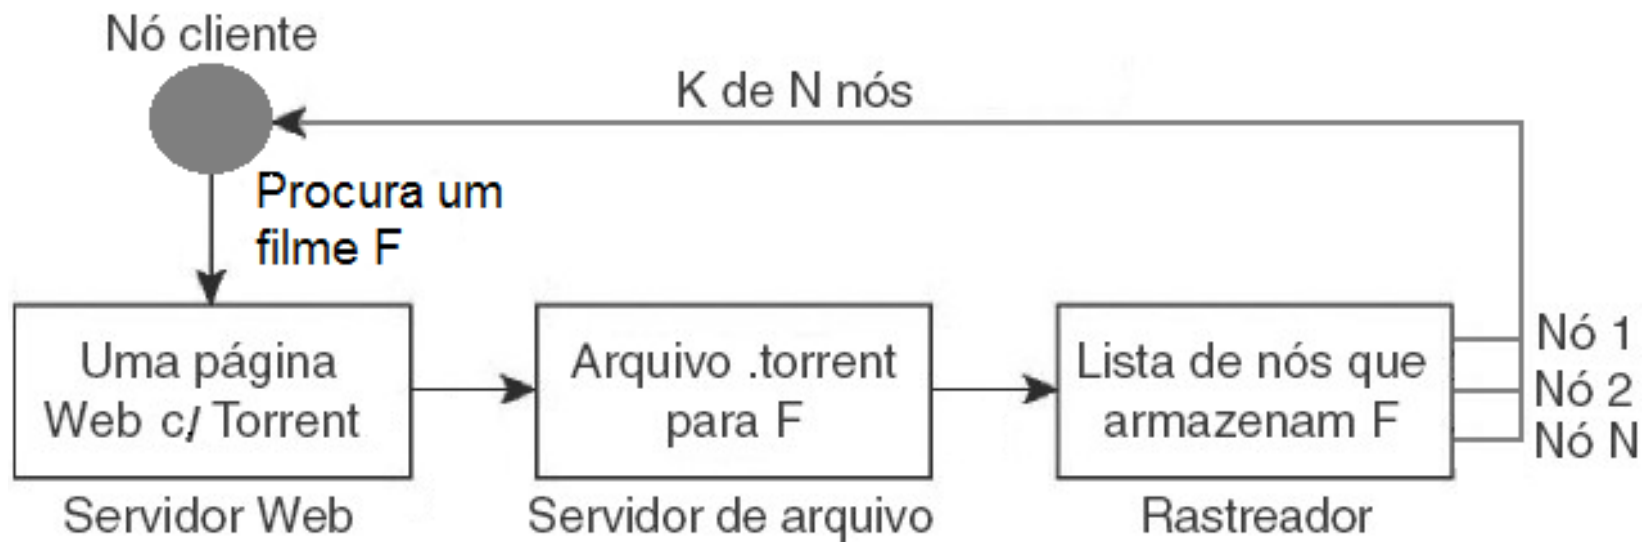 Nó cliente
K de N nós
Procura um
filme F
Uma página
Web c/ Torrent
Arquivo .torrent
para F
Lista de nós que
armazenam F
Nó 1
Nó 2
Nó N
Servidor Web
Servidor de arquivo
Rastreador